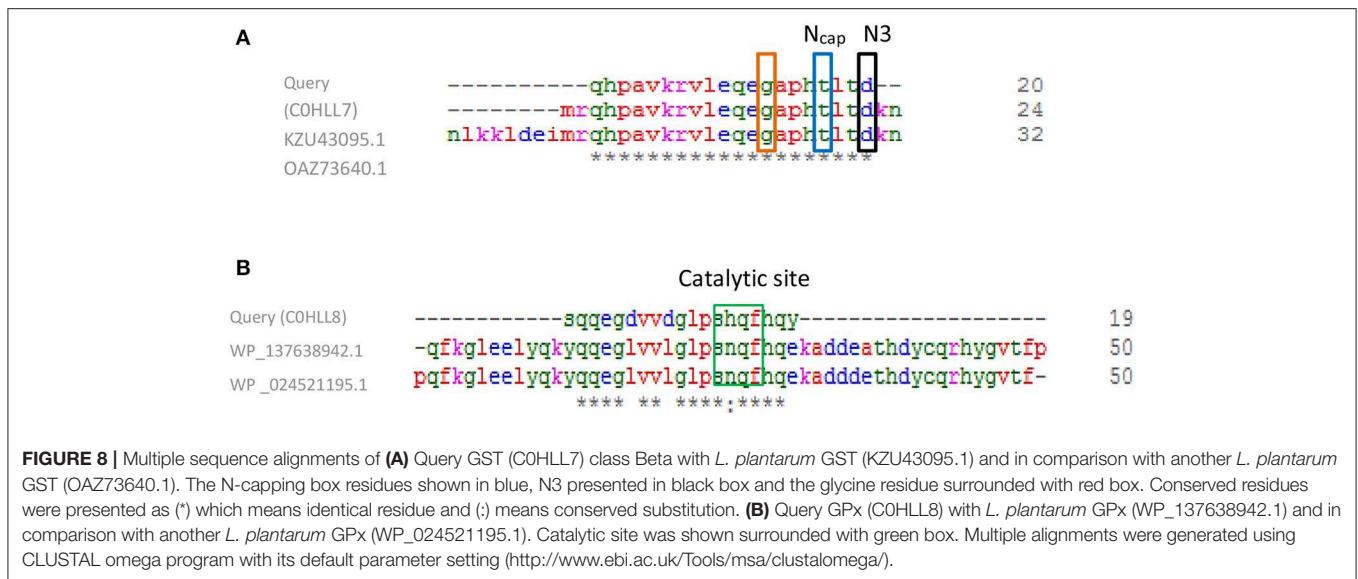 A
Ncap N3
Query ----------qhpavkrvleqegaphtltd-- 20
(C0HLL7) --------mrqhpavkrvleqegaphtltdkn 24
KZU43095.1 nlkkldeimrqhpavkrvleqegaphtltdkn 32
OAZ73640.1 ********************
B
Catalytic site
Query (C0HLL8) ------------sqqegdvvdglpshqfhqy-------------------- 19
WP_137638942.1 -qfkgleelyqkyqqeglvvlglpsnqfhqekaddeathdycqrhygvtfp 50
WP_024521195.1 pqfkgleelyqkyqqeglvvlglpsnqfhqekadddethdycqrhygvtf- 50
**** ** ****:****
FIGURE 8 | Multiple sequence alignments of (A) Query GST (C0HLL7) class Beta with L. plantarum GST (KZU43095.1) and in comparison with another L. plantarum
GST (OAZ73640.1). The N-capping box residues shown in blue, N3 presented in black box and the glycine residue surrounded with red box. Conserved residues
were presented as (*) which means identical residue and (:) means conserved substitution. (B) Query GPx (C0HLL8) with L. plantarum GPx (WP_137638942.1) and in
comparison with another L. plantarum GPx (WP_024521195.1). Catalytic site was shown surrounded with green box. Multiple alignments were generated using
CLUSTAL omega program with its default parameter setting (http://www.ebi.ac.uk/Tools/msa/clustalomega/).